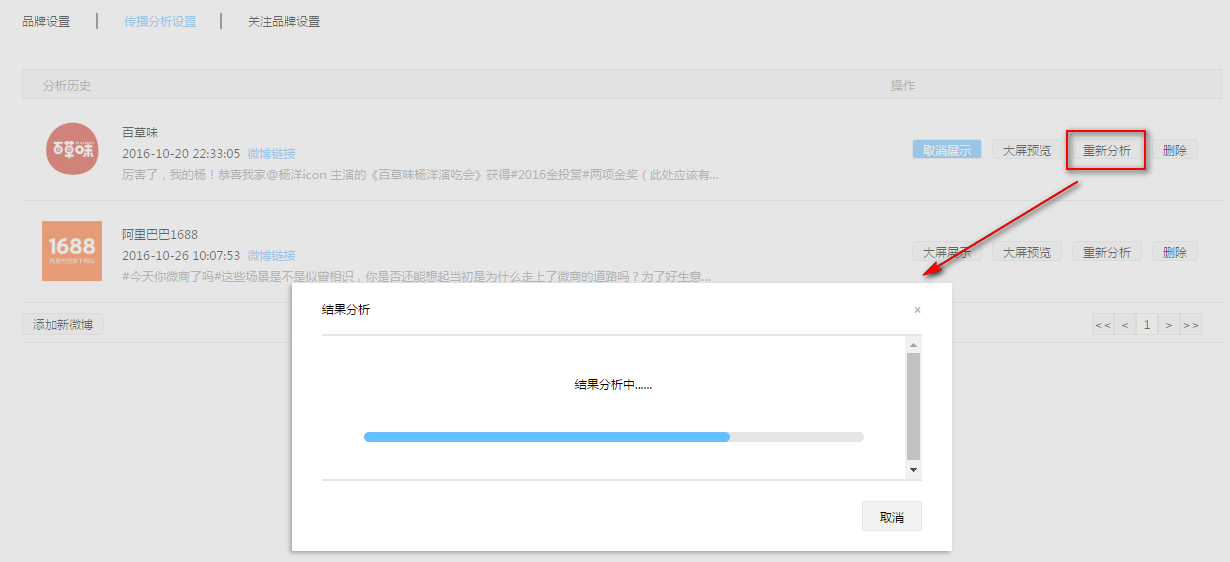 品牌设置 | 传播分析设置 | 关注品牌设置
分析历史 操作
百草味
百草味
2016-10-20 22:33:05 微博链接
取消展示 大屏预览 重新分析 删除
厉害了，我的杨！恭喜我家@杨洋icon 主演的《百草味杨洋演吃会》获得#2016金投赏#两项金奖（此处应该有...
阿里巴巴1688
1688
阿里巴巴旗下网站
2016-10-26 10:07:53 微博链接
大屏展示 大屏预览 重新分析 删除
#今天你微商了吗#这些场景是不是似曾相识，你是否还能想起当初是为什么走上了微商的道路吗？为了好生意...
添加新微博 << < 1 > >>
结果分析 ×
结果分析中......
取消